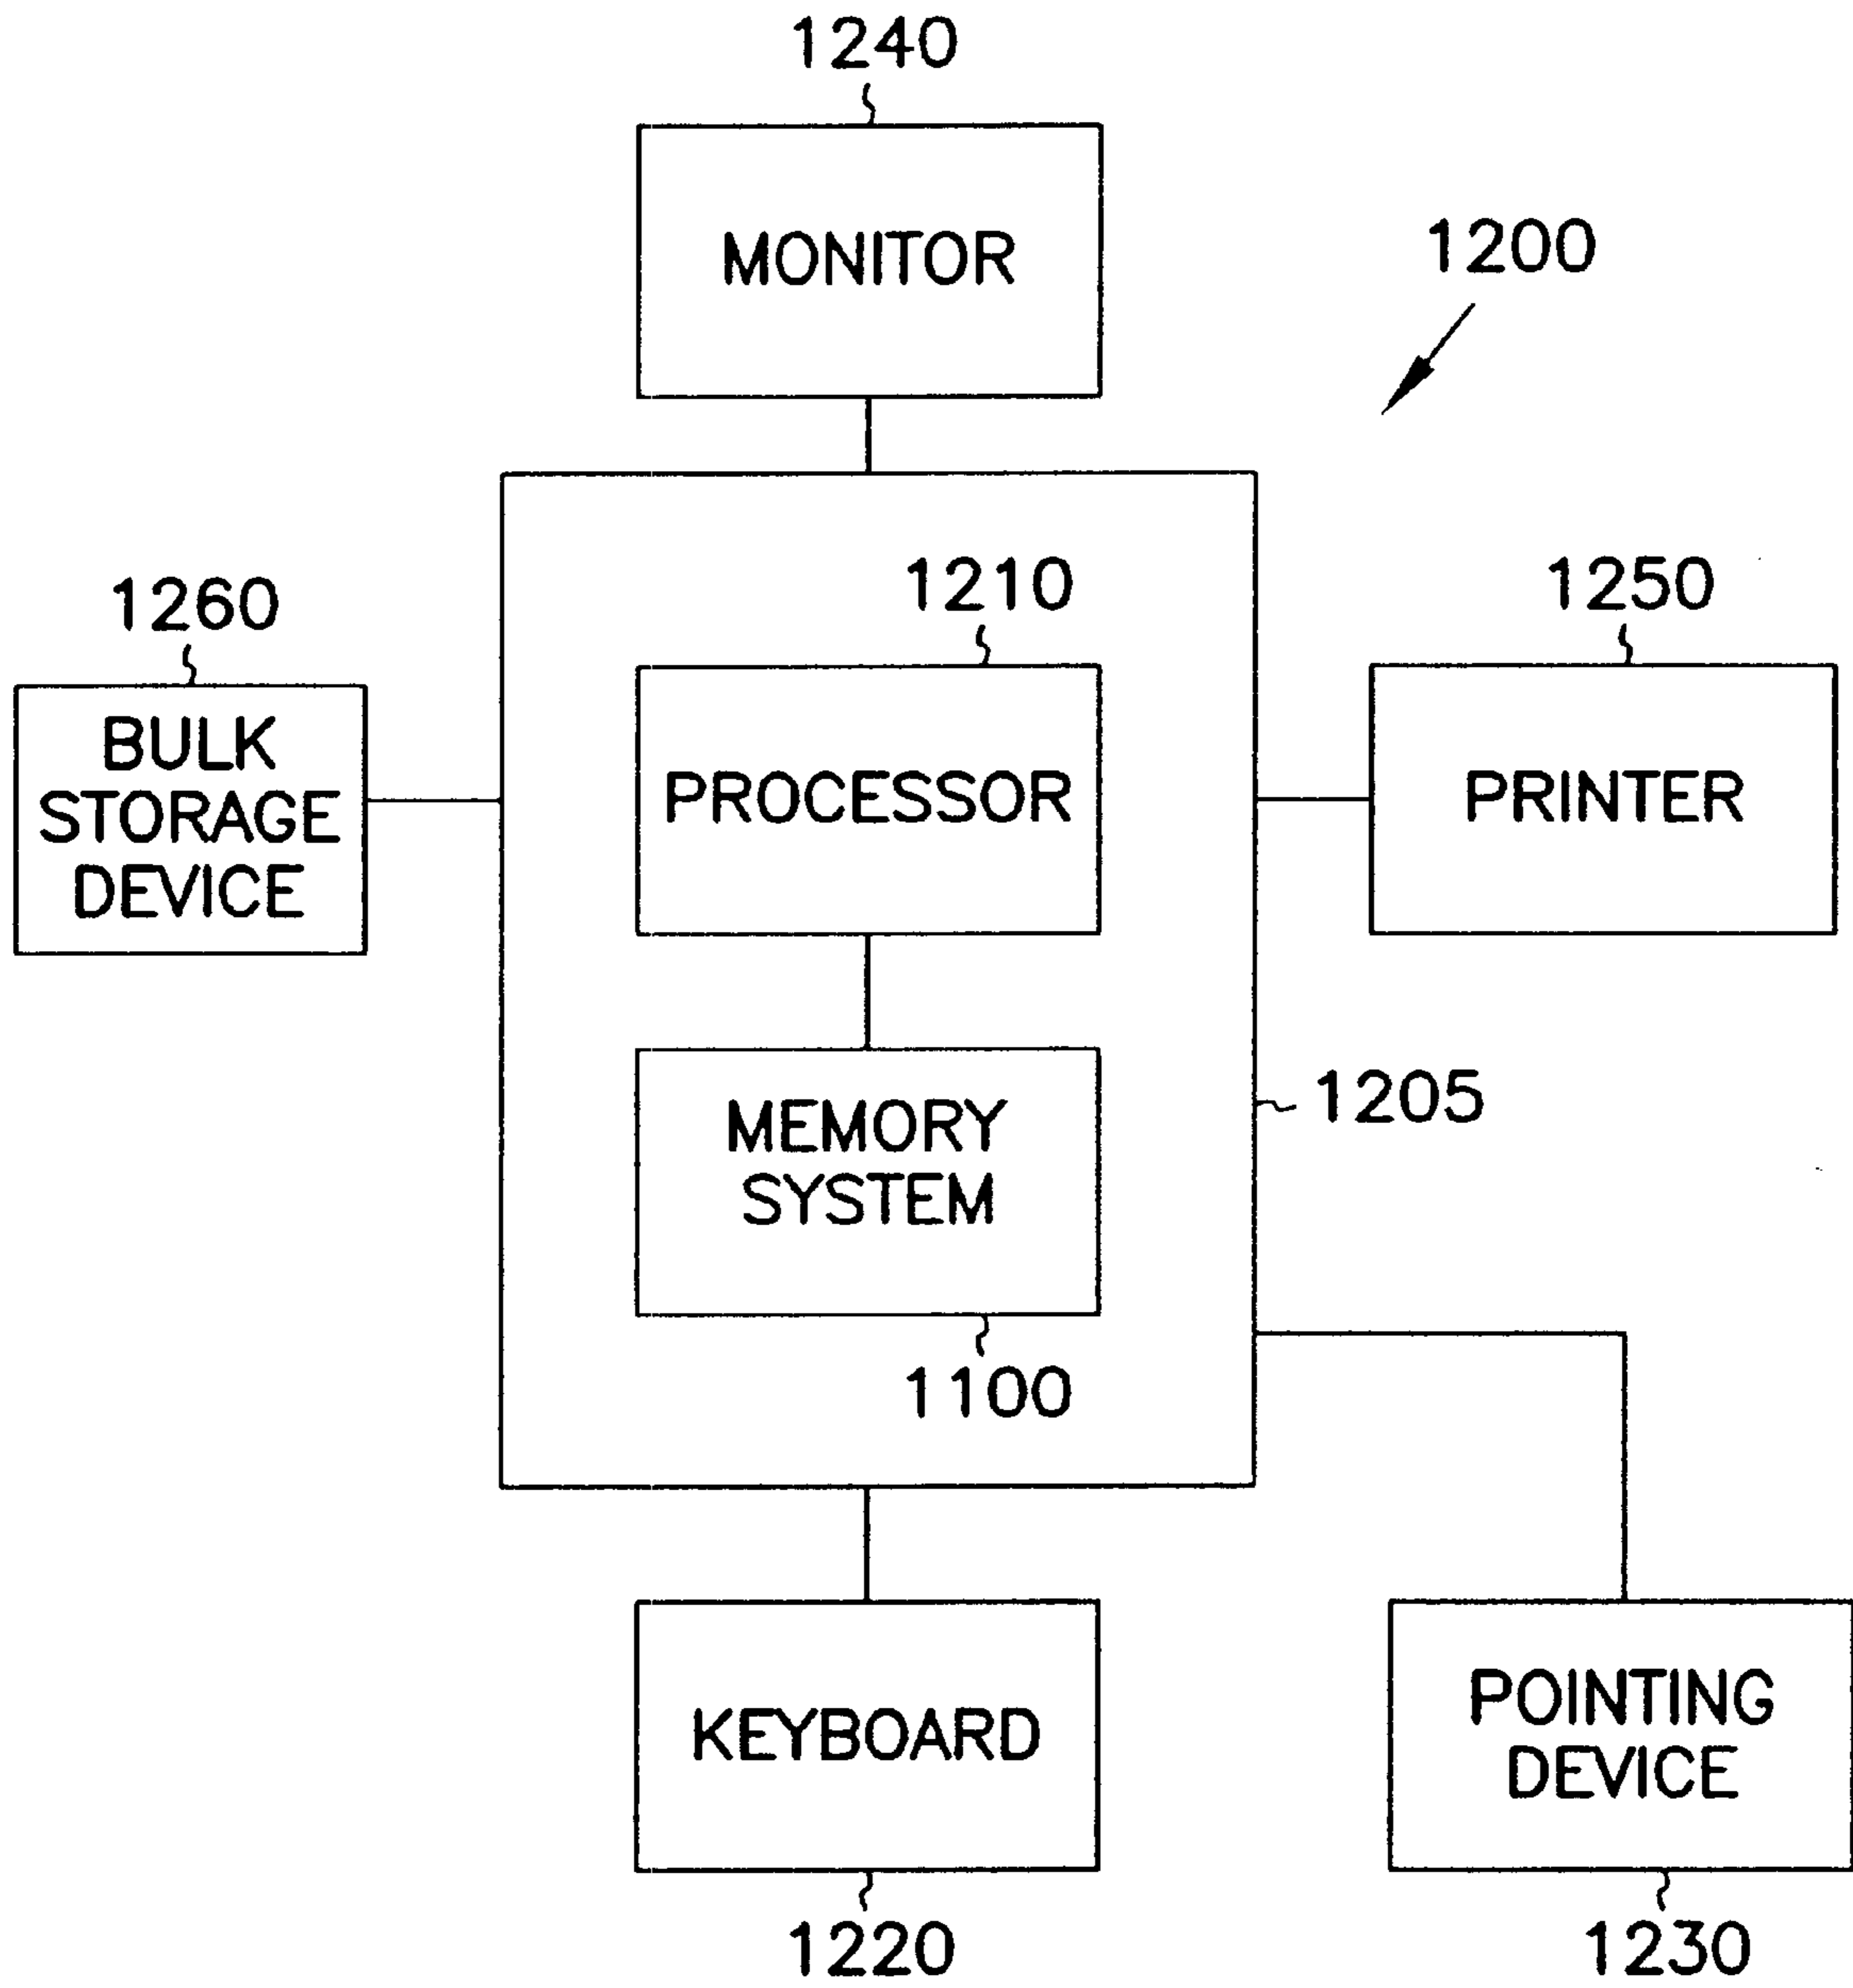 1240
MONITOR
1200
1260
BULK
STORAGE
DEVICE
1210
PROCESSOR
1250
PRINTER
MEMORY
SYSTEM
1205
1100
KEYBOARD
1220
POINTING
DEVICE
1230